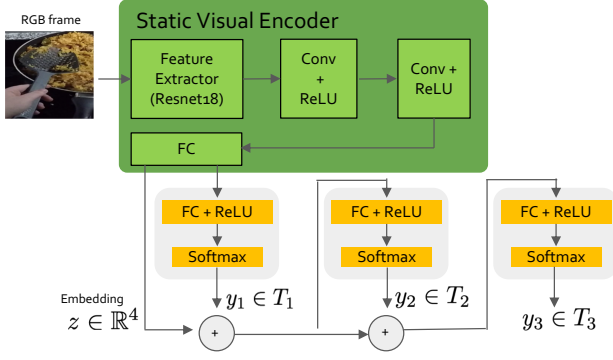 RGB frame
Static Visual Encoder
Feature
Extractor
(Resnet18)
Conv
+
ReLU
Conv +
ReLU
FC
FC + ReLU
Softmax
FC + ReLU
Softmax
FC + ReLU
Softmax
Embedding
z ∈ ℝ⁴
y₁ ∈ T₁
y₂ ∈ T₂
y₃ ∈ T₃
+
+